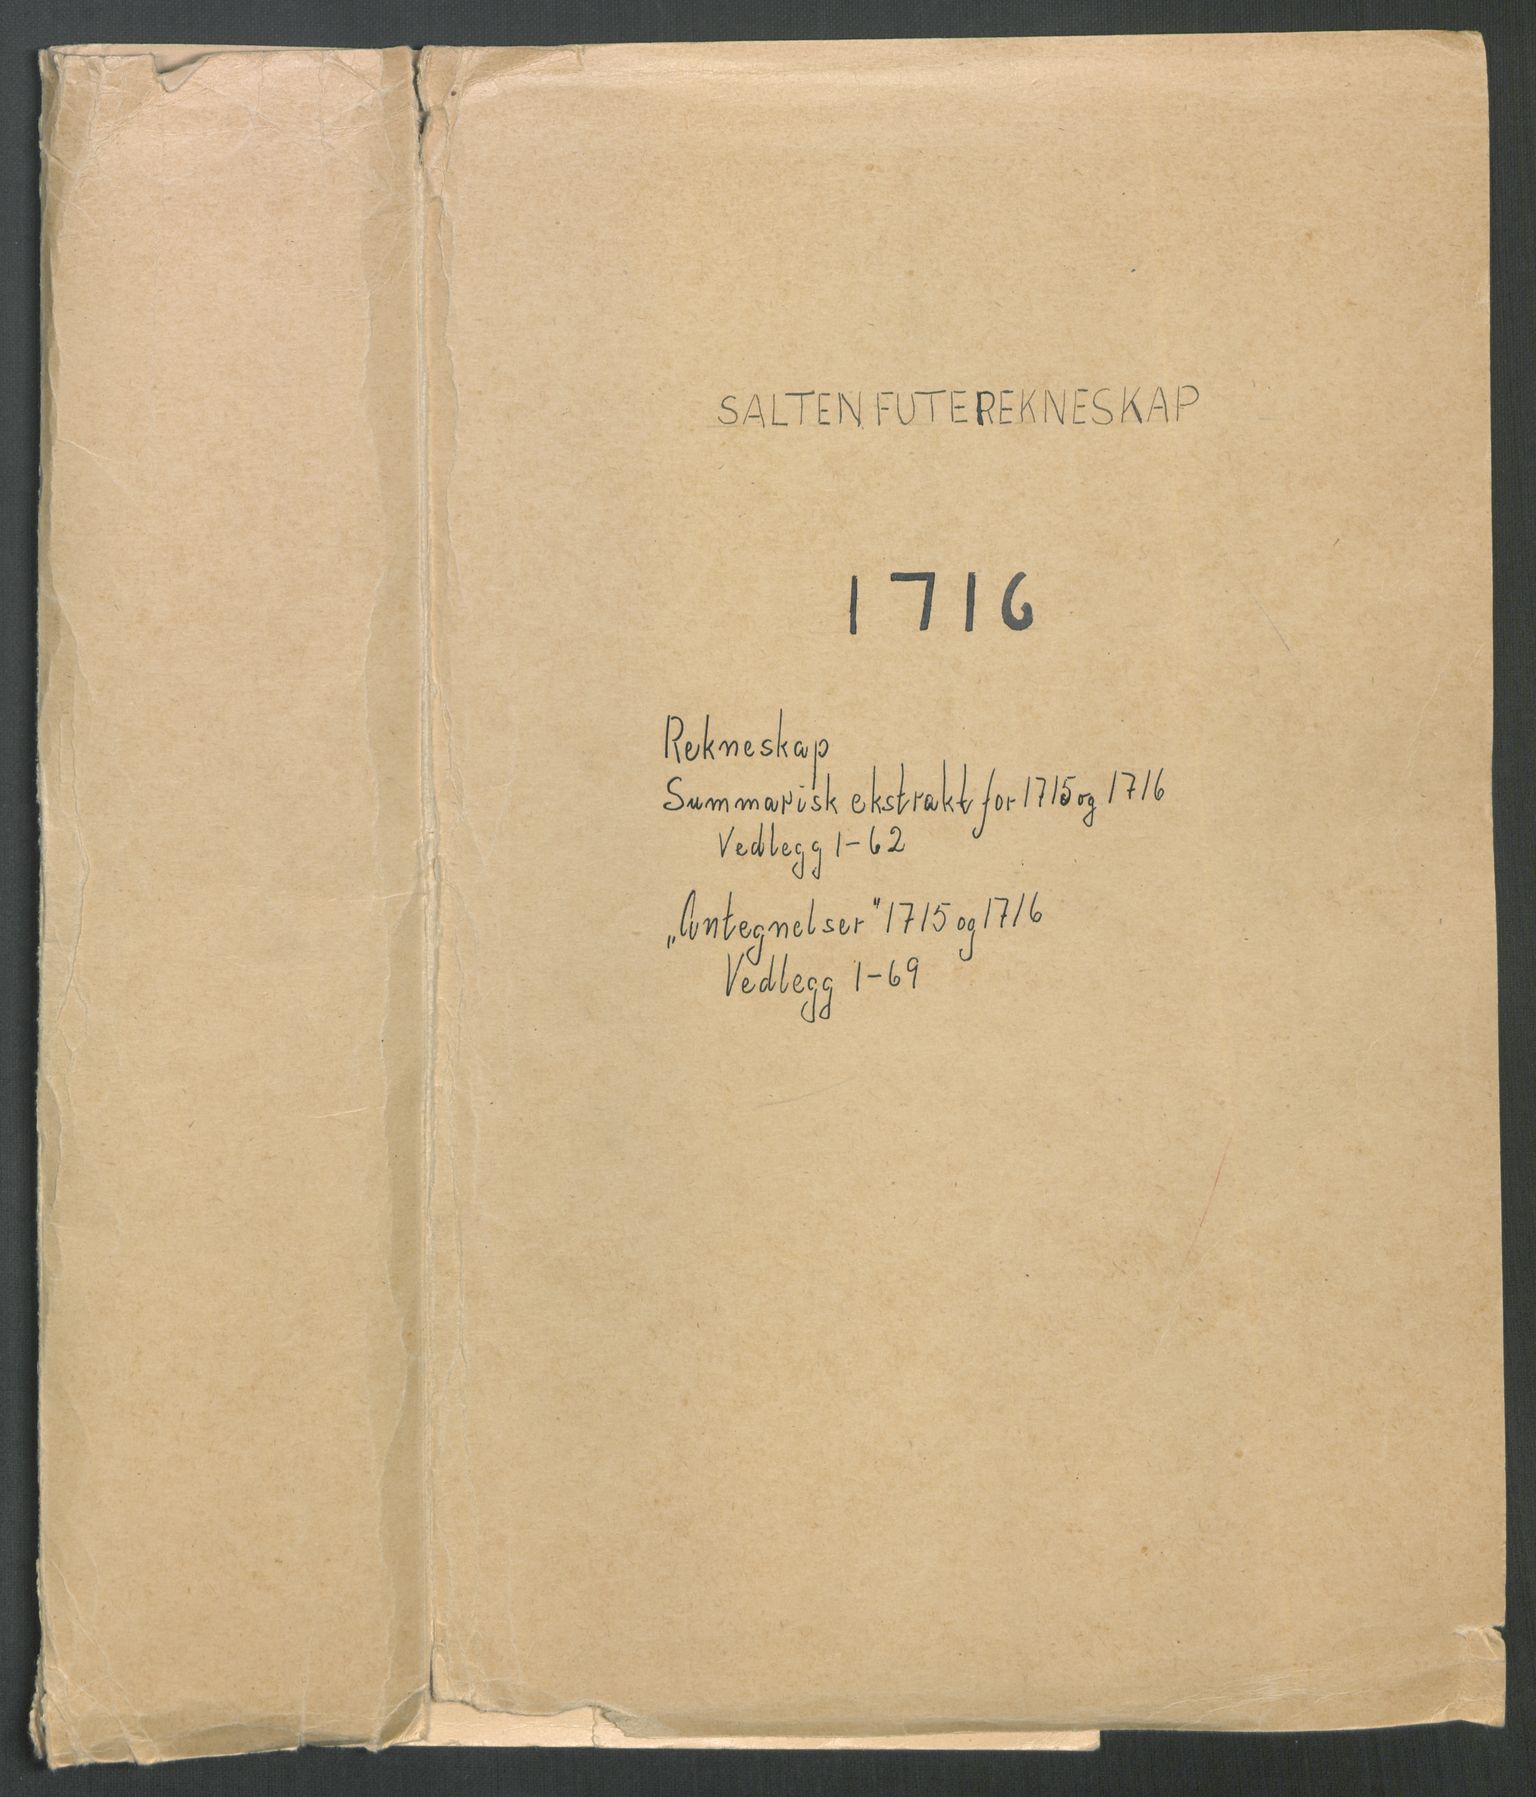 SALTEN FUTEREKNESKAP
1716
Rekneskap
Summarisk ekstrakt for 1715 og 1716
Vedlegg 1-62
„Antegnelser" 1715 og 1716
Vedlegg 1-69